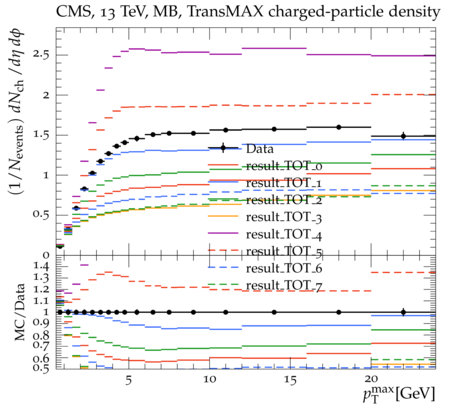 CMS, 13 TeV, MB, TransMAX charged-particle density
(1/N_events) dN_ch/dη dϕ
2.5
2
1.5
1
0.5
0
Data
result_TOT_0
result_TOT_1
result_TOT_2
result_TOT_3
result_TOT_4
result_TOT_5
result_TOT_6
result_TOT_7
MC/Data
1.4
1.3
1.2
1.1
1
0.9
0.8
0.7
0.6
0.5
5 10 15 20
p_T^max[GeV]